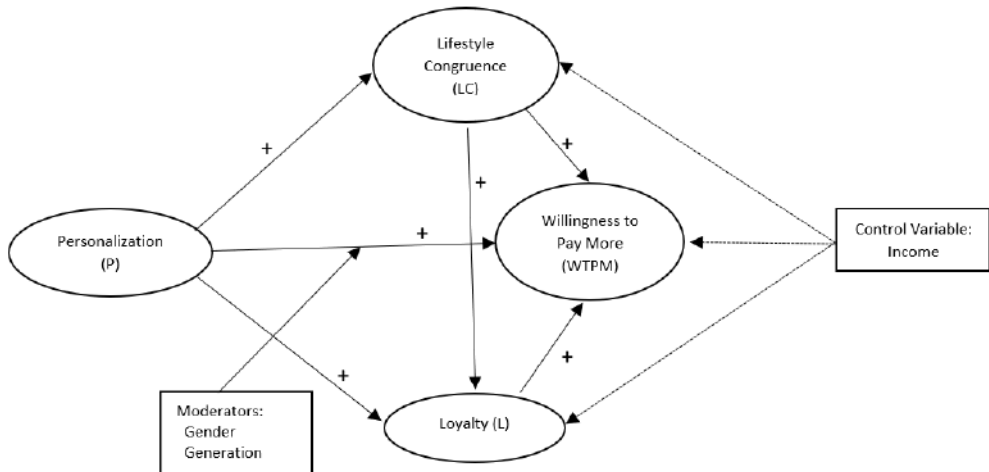 Lifestyle
Congruence
(LC)
+
+
+
Personalization
(P)
+
Willingness to
Pay More
(WTPM)
Control Variable:
Income
+
+
Moderators:
Gender
Generation
Loyalty (L)